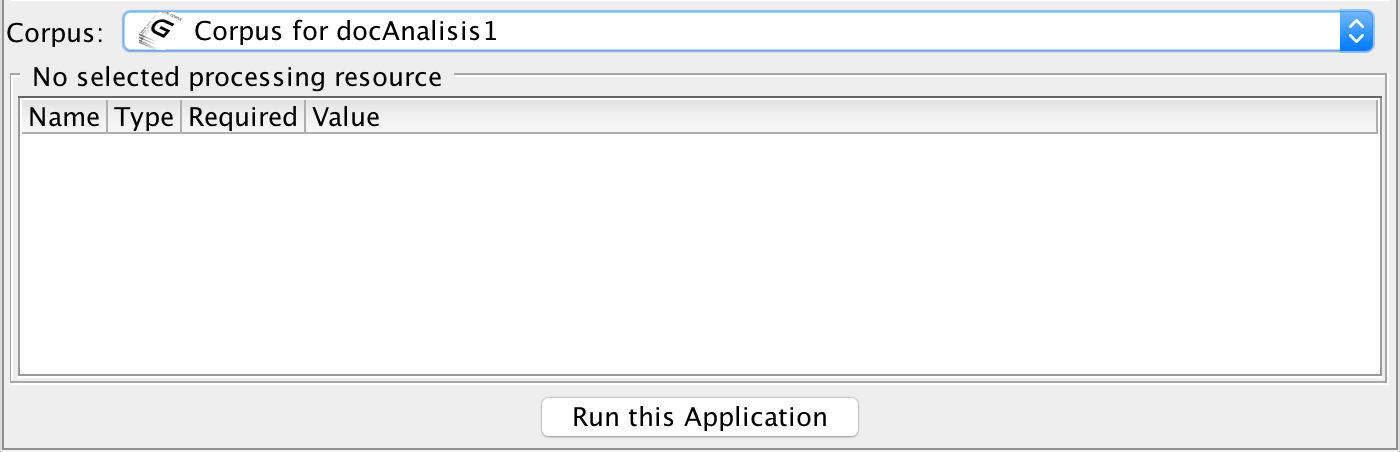 Corpus: Corpus for docAnalisis1
No selected processing resource
Name Type Required Value
Run this Application